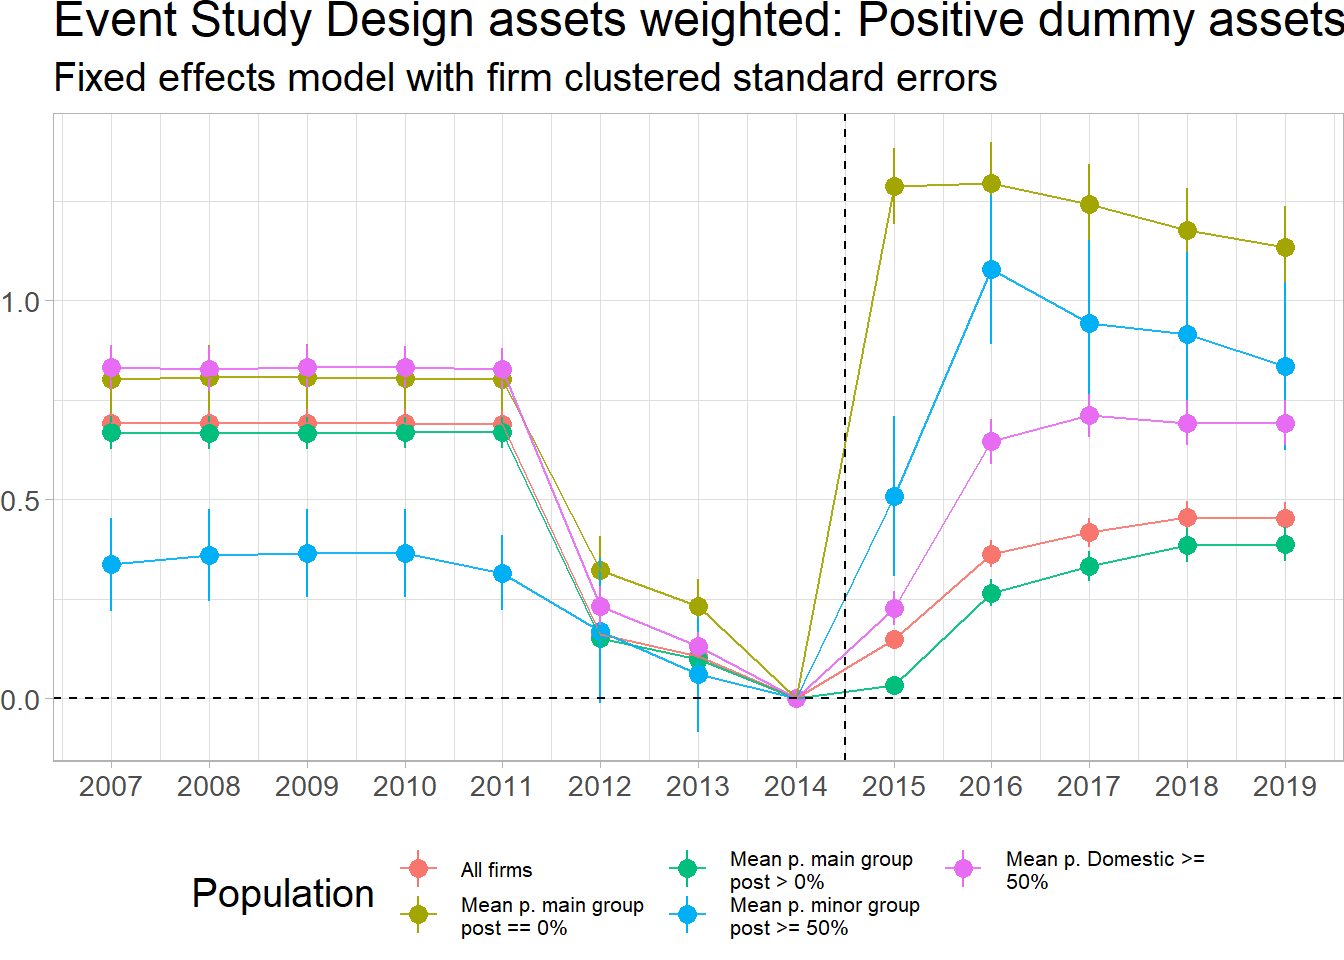 Event Study Design assets weighted: Positive dummy assets
Fixed effects model with firm clustered standard errors
1.0
0.5
0.0
2007 2008 2009 2010 2011 2012 2013 2014 2015 2016 2017 2018 2019
Population
All firms
Mean p. main group
post == 0%
Mean p. main group
post > 0%
Mean p. minor group
post >= 50%
Mean p. Domestic >=
50%